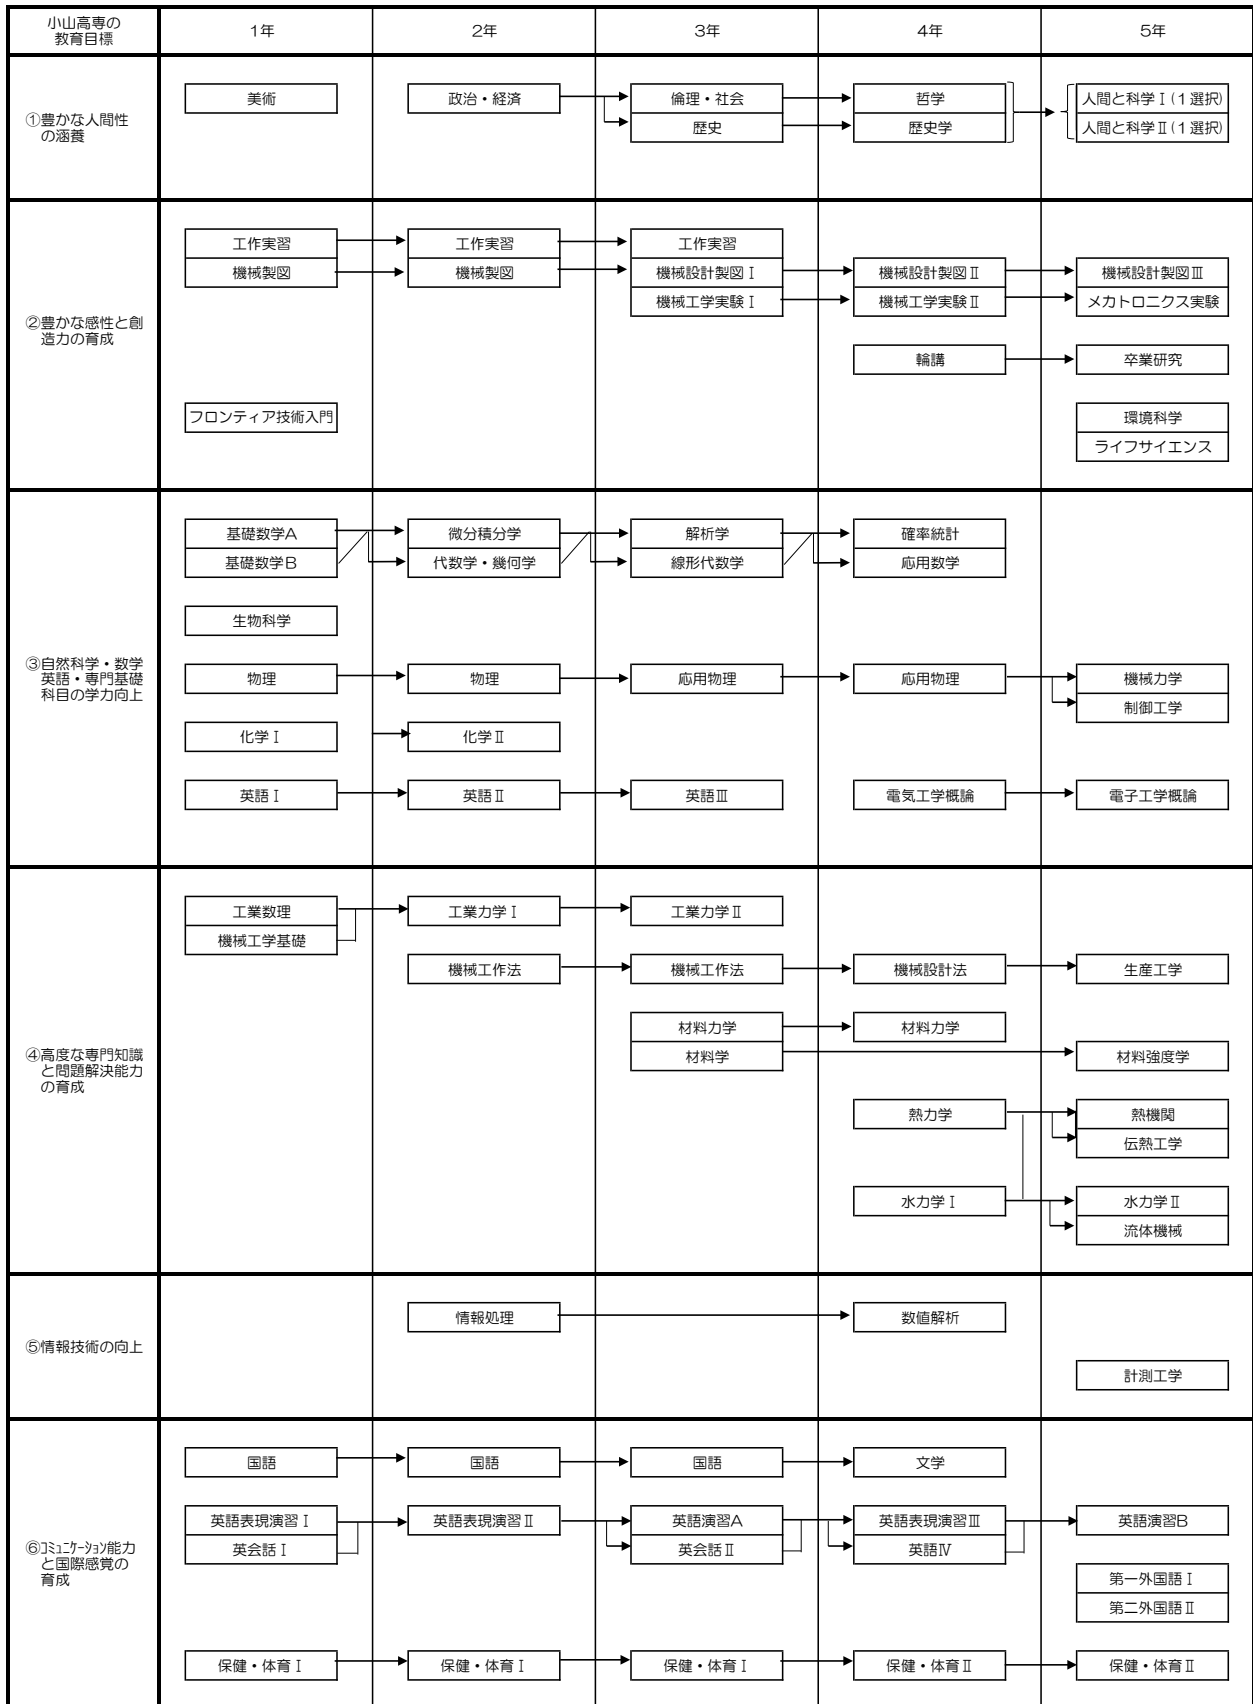 小山高専の
教育目標
1年
2年
3年
4年
5年
①豊かな人間性
の涵養
美術
政治・経済
倫理・社会
哲学
人間と科学Ⅰ(1選択)
歴史
歴史学
人間と科学Ⅱ(1選択)
②豊かな感性と創
造力の育成
工作実習
工作実習
工作実習
機械製図
機械製図
機械設計製図Ⅰ
機械設計製図Ⅱ
機械設計製図Ⅲ
機械工学実験Ⅰ
機械工学実験Ⅱ
メカトロニクス実験
輪講
卒業研究
フロンティア技術入門
環境科学
ライフサイエンス
③自然科学・数学
英語・専門基礎
科目の学力向上
基礎数学A
微分積分学
解析学
確率統計
基礎数学B
代数学・幾何学
線形代数学
応用数学
生物科学
物理
物理
応用物理
応用物理
機械力学
制御工学
化学Ⅰ
化学Ⅱ
英語Ⅰ
英語Ⅱ
英語Ⅲ
電気工学概論
電子工学概論
④高度な専門知識
と問題解決能力
の育成
工業数理
工業力学Ⅰ
工業力学Ⅱ
機械工学基礎
機械工作法
機械工作法
機械設計法
生産工学
材料力学
材料力学
材料学
材料強度学
熱力学
熱機関
伝熱工学
水力学Ⅰ
水力学Ⅱ
流体機械
⑤情報技術の向上
情報処理
数値解析
計測工学
⑥コミュニケーション能力
と国際感覚の
育成
国語
国語
国語
文学
英語表現演習Ⅰ
英語表現演習Ⅱ
英語演習A
英語表現演習Ⅲ
英語演習B
英会話Ⅰ
英会話Ⅱ
英語Ⅳ
第一外国語Ⅰ
第二外国語Ⅱ
保健・体育Ⅰ
保健・体育Ⅰ
保健・体育Ⅰ
保健・体育Ⅱ
保健・体育Ⅱ